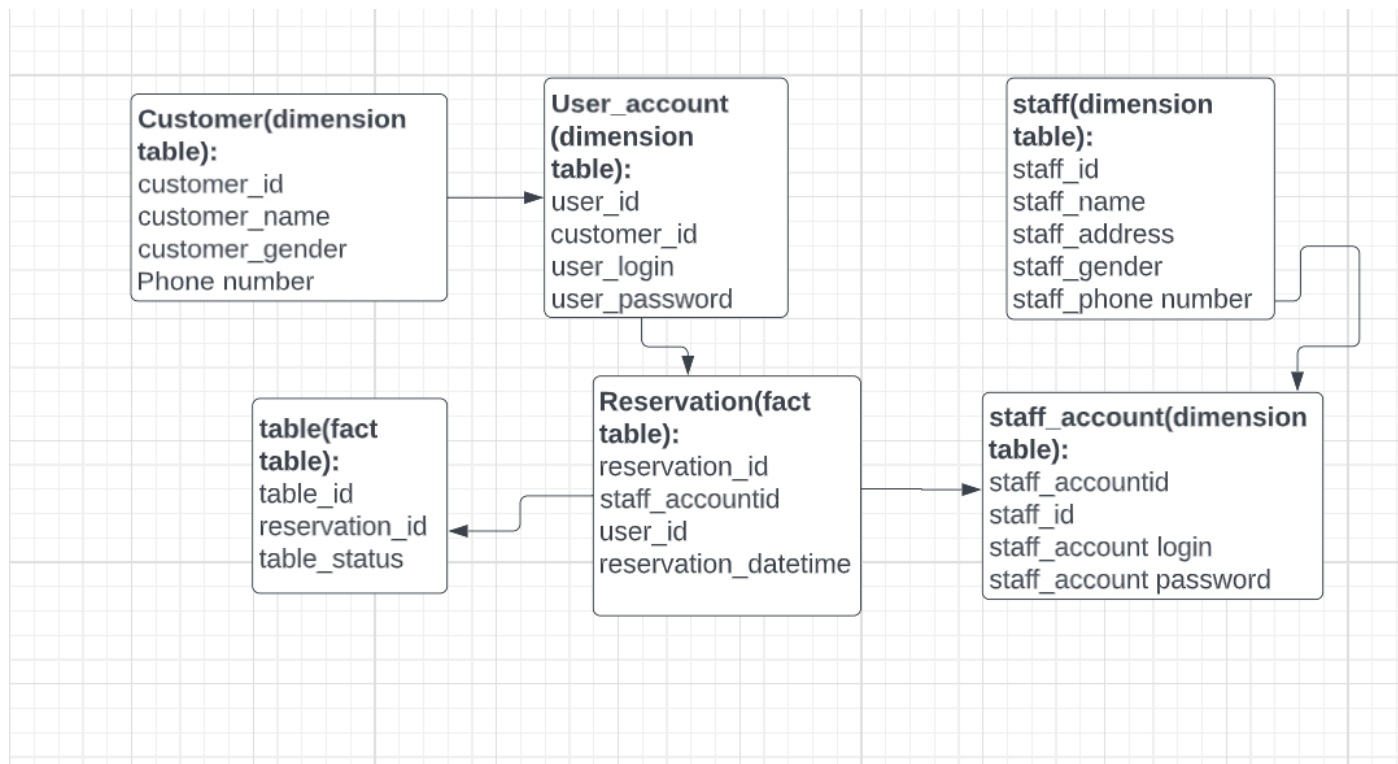 Customer(dimension
table):
customer_id
customer_name
customer_gender
Phone number
User_account
(dimension
table):
user_id
customer_id
user_login
user_password
staff(dimension
table):
staff_id
staff_name
staff_address
staff_gender
staff_phone number
table(fact
table):
table_id
reservation_id
table_status
Reservation(fact
table):
reservation_id
staff_accountid
user_id
reservation_datetime
staff_account(dimension
table):
staff_accountid
staff_id
staff_account login
staff_account password